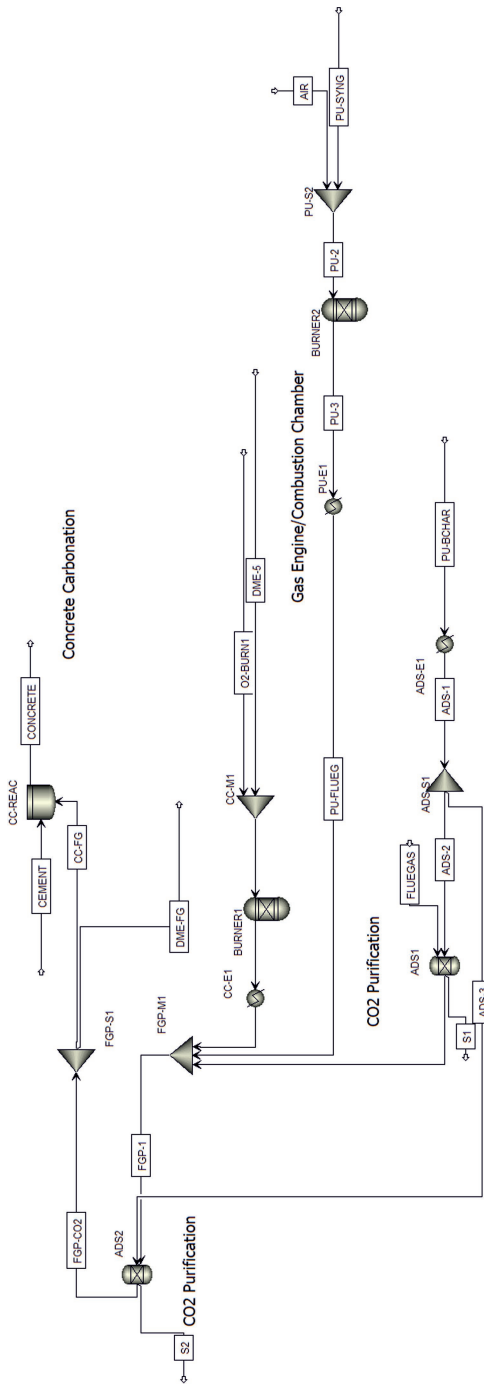 CC-REAC
CONCRETE
CEMENT
Concrete Carbonation
FGP-CO2
CC-FG
FGP-S1
ADS2
FGP-1
FGP-M1
DME-FG
S2
CO2 Purification
CC-E1
BURNER1
CC-M1
O2-BURN1
DME-5
Gas Engine/Combustion Chamber
AIR
PU-S2
BURNER2
PU-E1
PU-FLUEG
PU-3
PU-2
PU-SYNG
CO2 Purification
FLUEGAS
ADS1
ADS-S1
ADS-E1
ADS-2
ADS-1
PU-BCHAR
S1
ADS-3